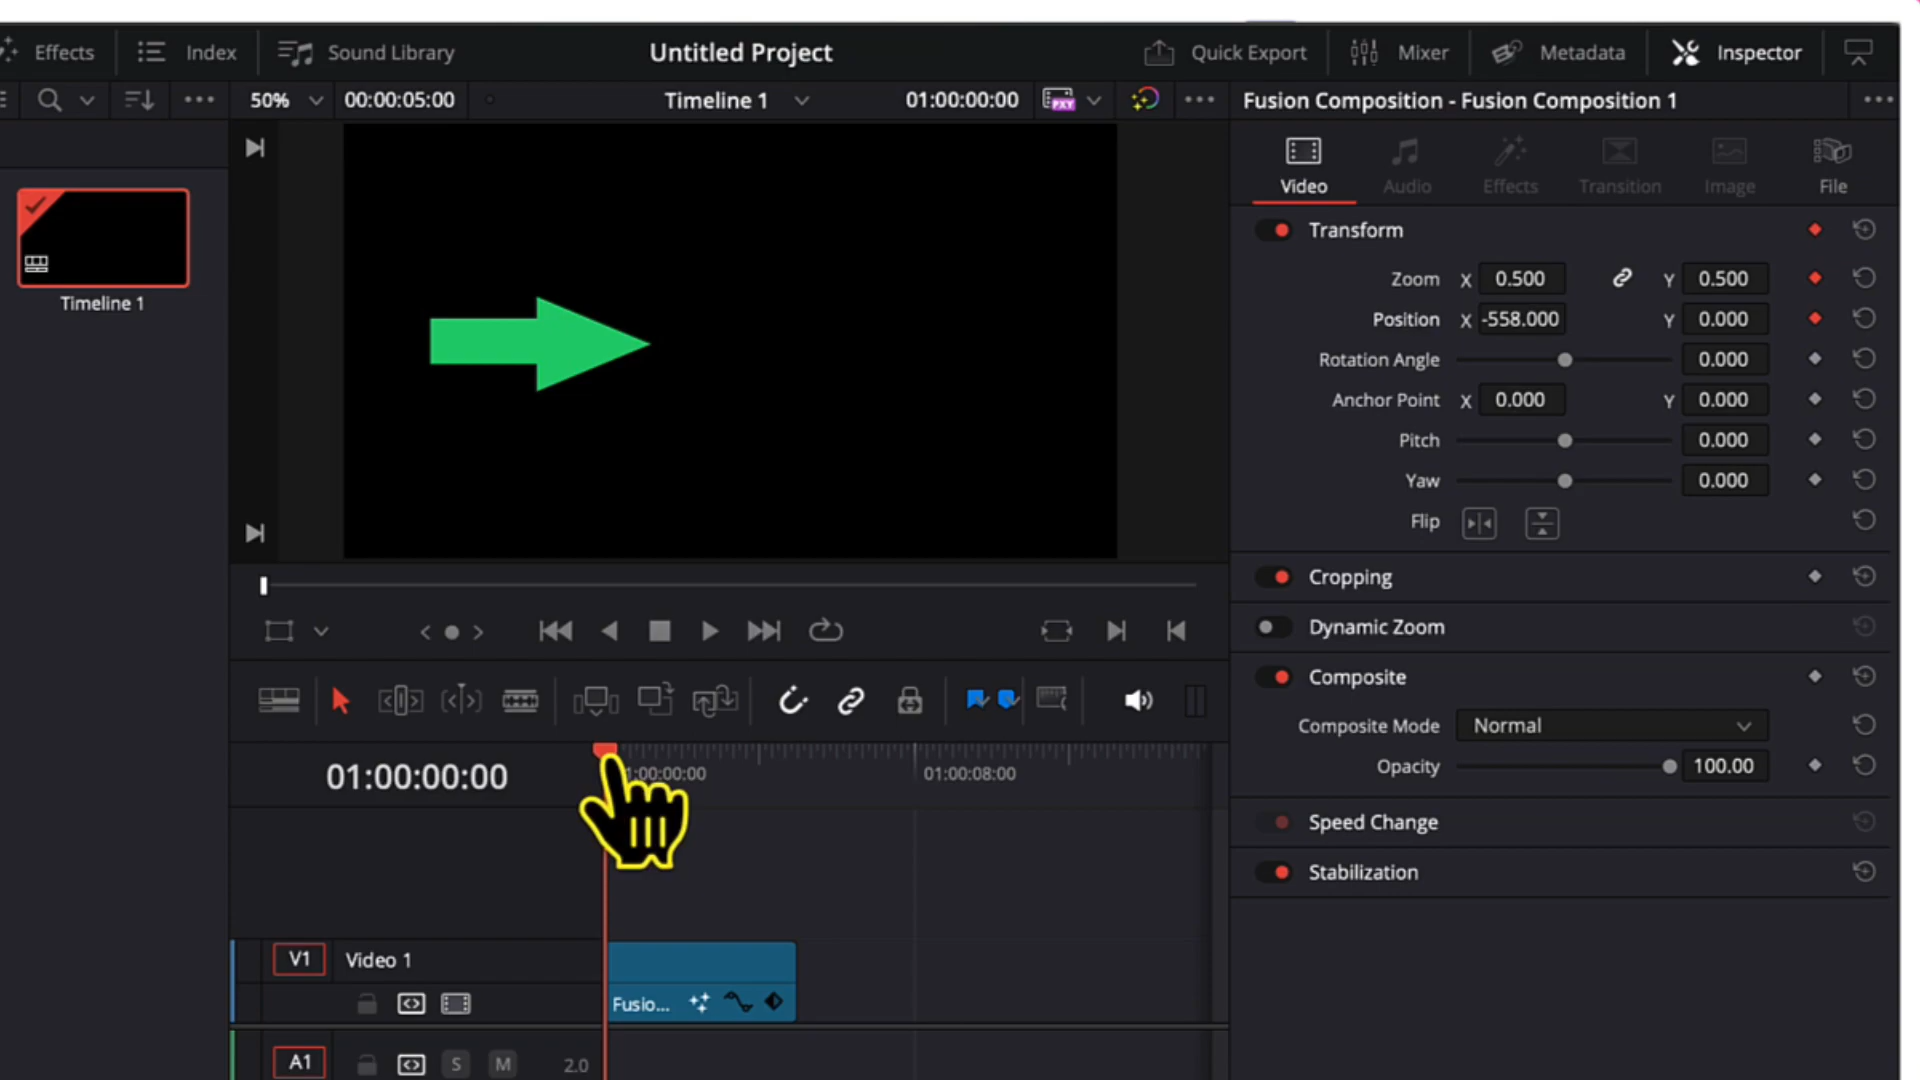 Effects
Index
Sound Library
Untitled Project
Quick Export
Mixer
Metadata
Inspector
50%
00:00:05:00
Timeline 1
01:00:00:00
PXY
Fusion Composition - Fusion Composition 1
Video
Audio
Effects
Transition
Image
File
Timeline 1
Transform
Zoom X 0.500 Y 0.500
Position X -558.000 Y 0.000
Rotation Angle 0.000
Anchor Point X 0.000 Y 0.000
Pitch 0.000
Yaw 0.000
Flip
Cropping
Dynamic Zoom
Composite
Composite Mode Normal
Opacity 100.00
Speed Change
Stabilization
01:00:00:00
:00:00:00
01:00:08:00
V1 Video 1
Fusio...
A1 S M 2.0